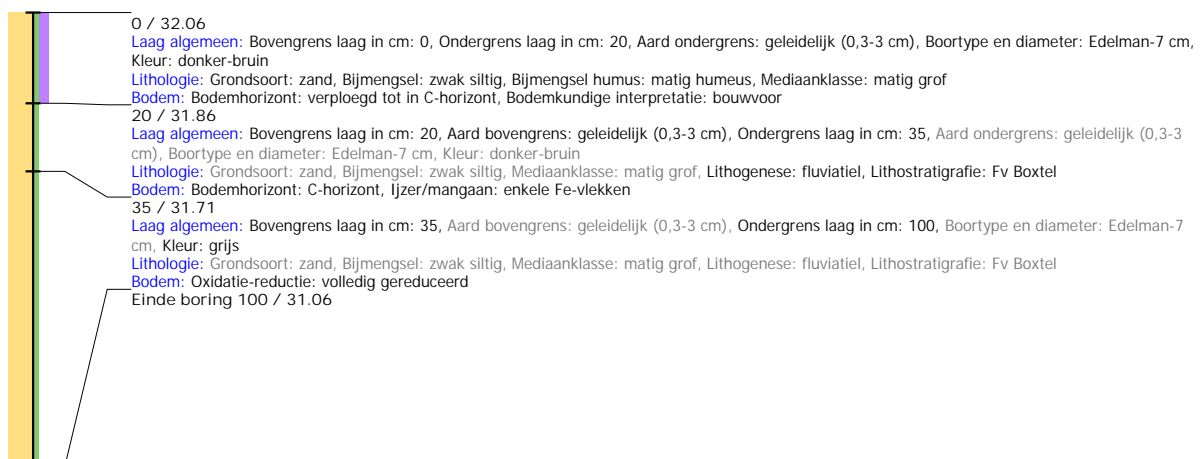 0 / 32.06
Laag algemeen: Bovengrens laag in cm: 0, Ondergrens laag in cm: 20, Aard ondergrens: geleidelijk (0,3-3 cm), Boortype en diameter: Edelman-7 cm,
Kleur: donker-bruin
Lithologie: Grondsoort: zand, Bijmengsel: zwak siltig, Bijmengsel humus: matig humeus, Mediaanklasse: matig grof
Bodem: Bodemhorizont: verploegd tot in C-horizont, Bodemkundige interpretatie: bouwvoor
20 / 31.86
Laag algemeen: Bovengrens laag in cm: 20, Aard bovengrens: geleidelijk (0,3-3 cm), Ondergrens laag in cm: 35, Aard ondergrens: geleidelijk (0,3-3
cm), Boortype en diameter: Edelman-7 cm, Kleur: donker-bruin
Lithologie: Grondsoort: zand, Bijmengsel: zwak siltig, Mediaanklasse: matig grof, Lithogenese: fluviatiel, Lithostratigrafie: Fv Boxtel
Bodem: Bodemhorizont: C-horizont, Ijzer/mangaan: enkele Fe-vlekken
35 / 31.71
Laag algemeen: Bovengrens laag in cm: 35, Aard bovengrens: geleidelijk (0,3-3 cm), Ondergrens laag in cm: 100, Boortype en diameter: Edelman-7
cm, Kleur: grijs
Lithologie: Grondsoort: zand, Bijmengsel: zwak siltig, Mediaanklasse: matig grof, Lithogenese: fluviatiel, Lithostratigrafie: Fv Boxtel
Bodem: Oxidatie-reductie: volledig gereduceerd
Einde boring 100 / 31.06